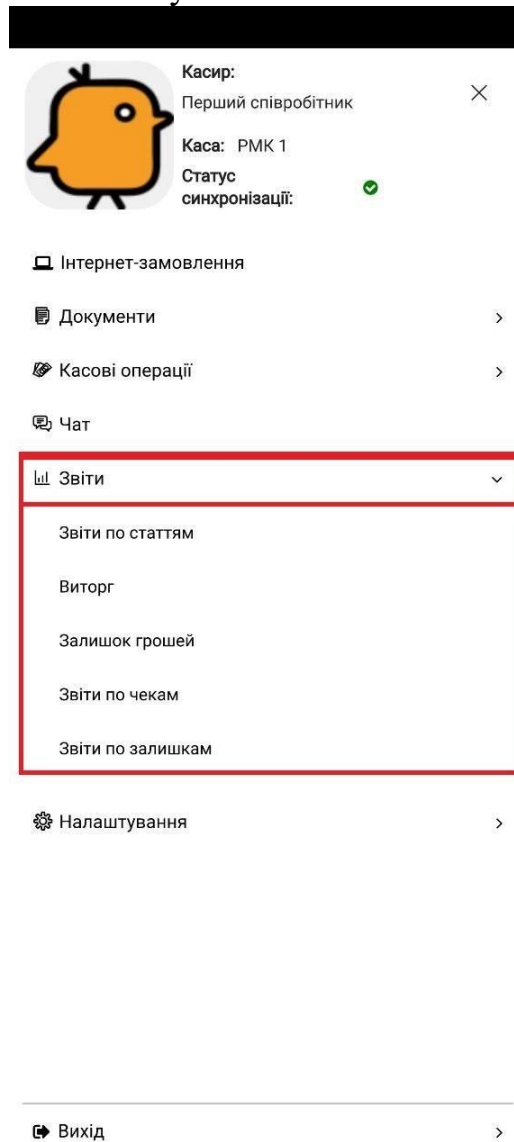 Касир:
Перший співробітник
Каса: РМК 1
Статус
синхронізації:
Інтернет-замовлення
Документи
Касові операції
Чат
Звіти
Звіти по статтям
Виторг
Залишок грошей
Звіти по чекам
Звіти по залишкам
Налаштування
Вихід